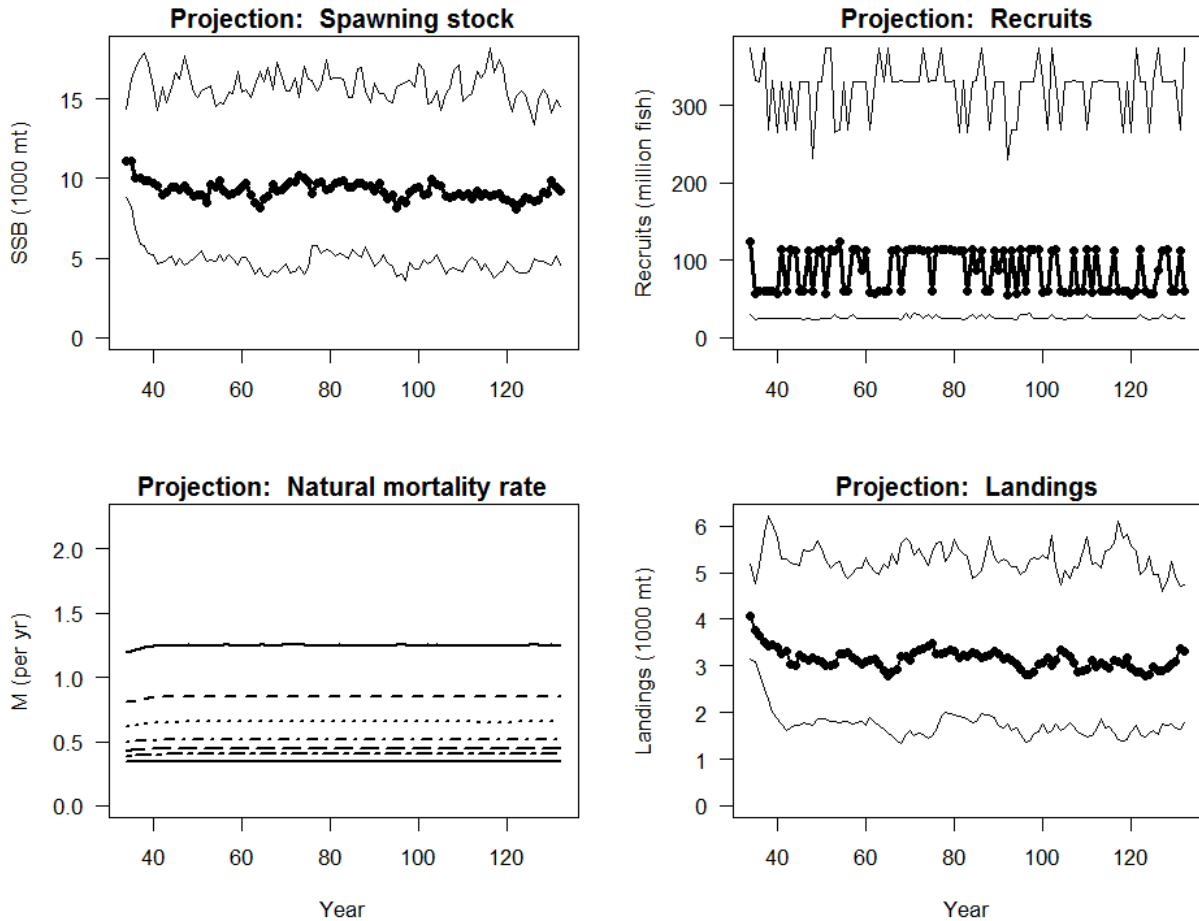 Projection: Spawning stock
SSB (1000 mt)
15
10
5
0
40 60 80 100 120
Projection: Recruits
Recruits (million fish)
300
200
100
0
40 60 80 100 120
Projection: Natural mortality rate
M (per yr)
2.0
1.5
1.0
0.5
0.0
40 60 80 100 120
Year
Projection: Landings
Landings (1000 mt)
6
5
4
3
2
1
0
40 60 80 100 120
Year